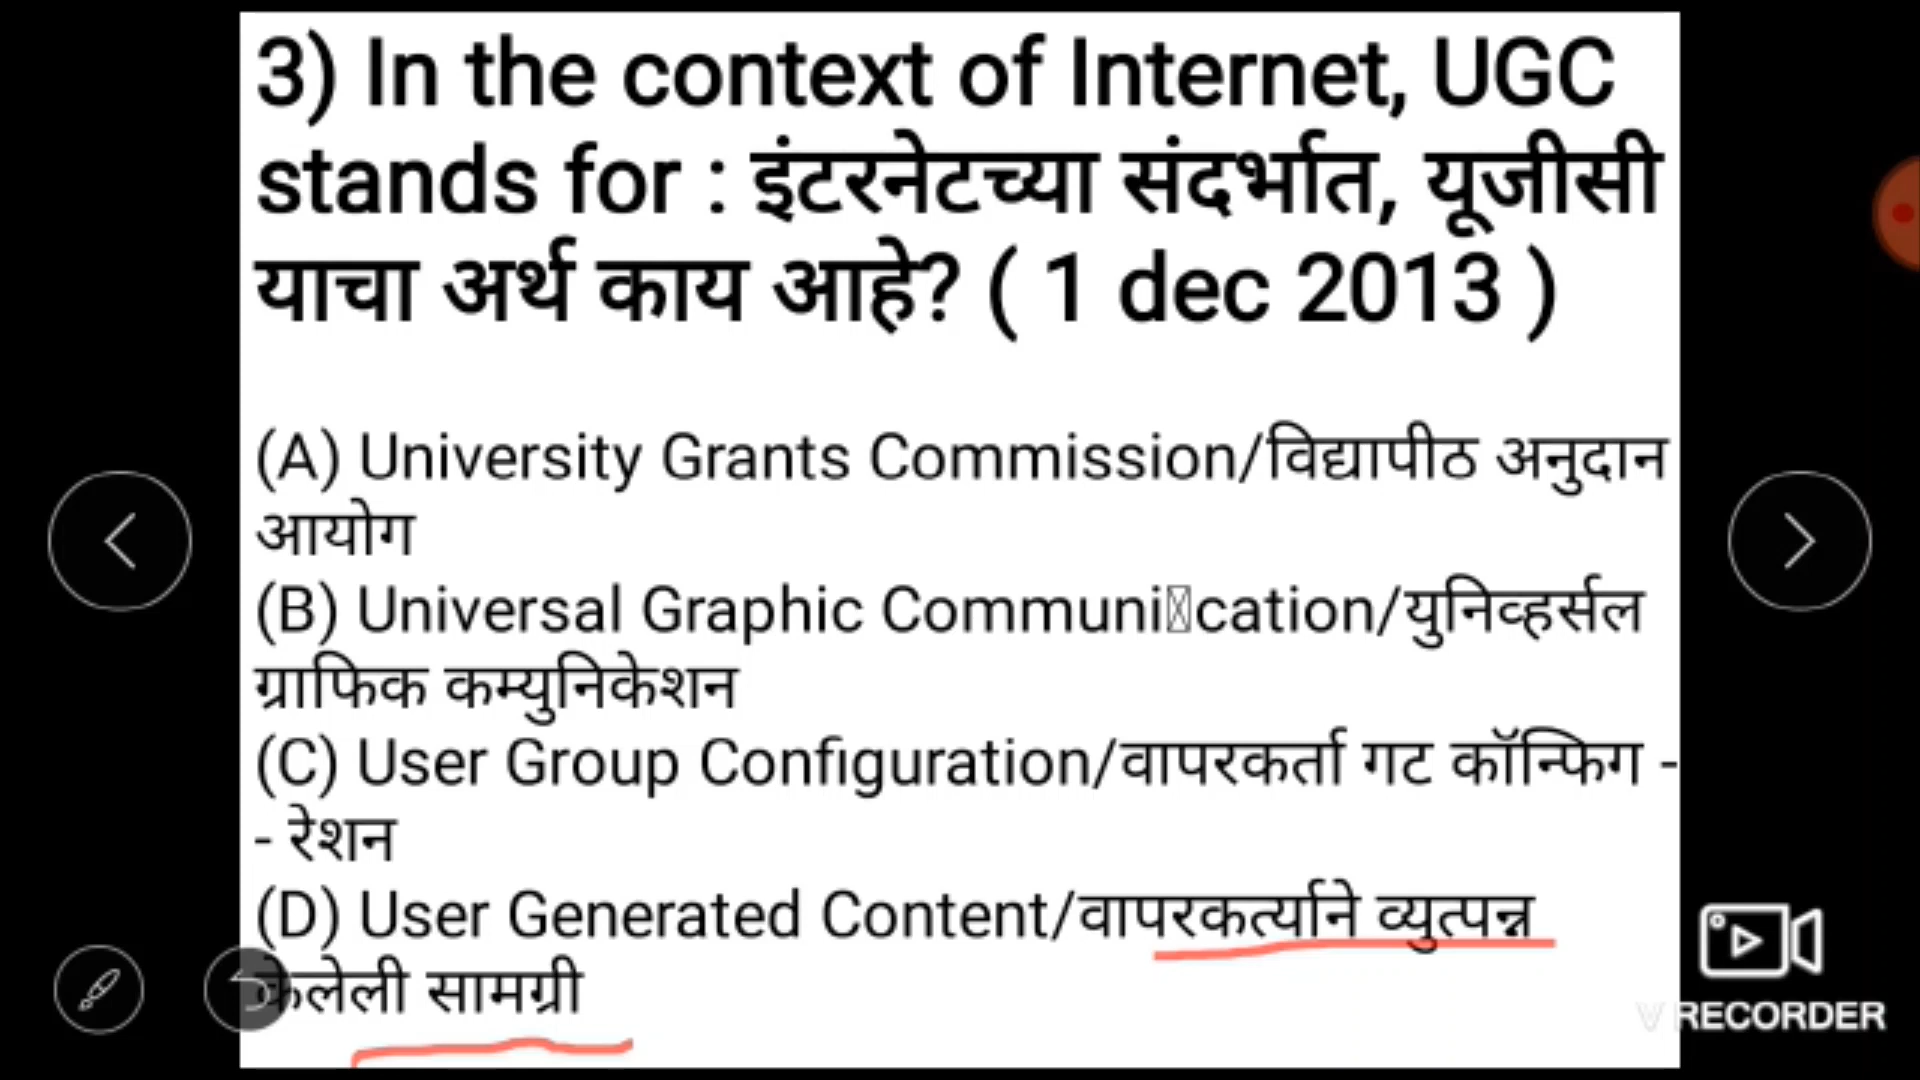 3) In the context of Internet, UGC
stands for : इंटरनेटच्या संदर्भात, यूजीसी
याचा अर्थ काय आहे? ( 1 dec 2013 )
(A) University Grants Commission/विद्यापीठ अनुदान
आयोग
(B) Universal Graphic Communication/युनिव्हर्सल
ग्राफिक कम्युनिकेशन
(C) User Group Configuration/वापरकर्ता गट कॉन्फिग -
- रेशन
(D) User Generated Content/वापरकर्त्याने व्युत्पन्न
केलेली सामग्री
V RECORDER